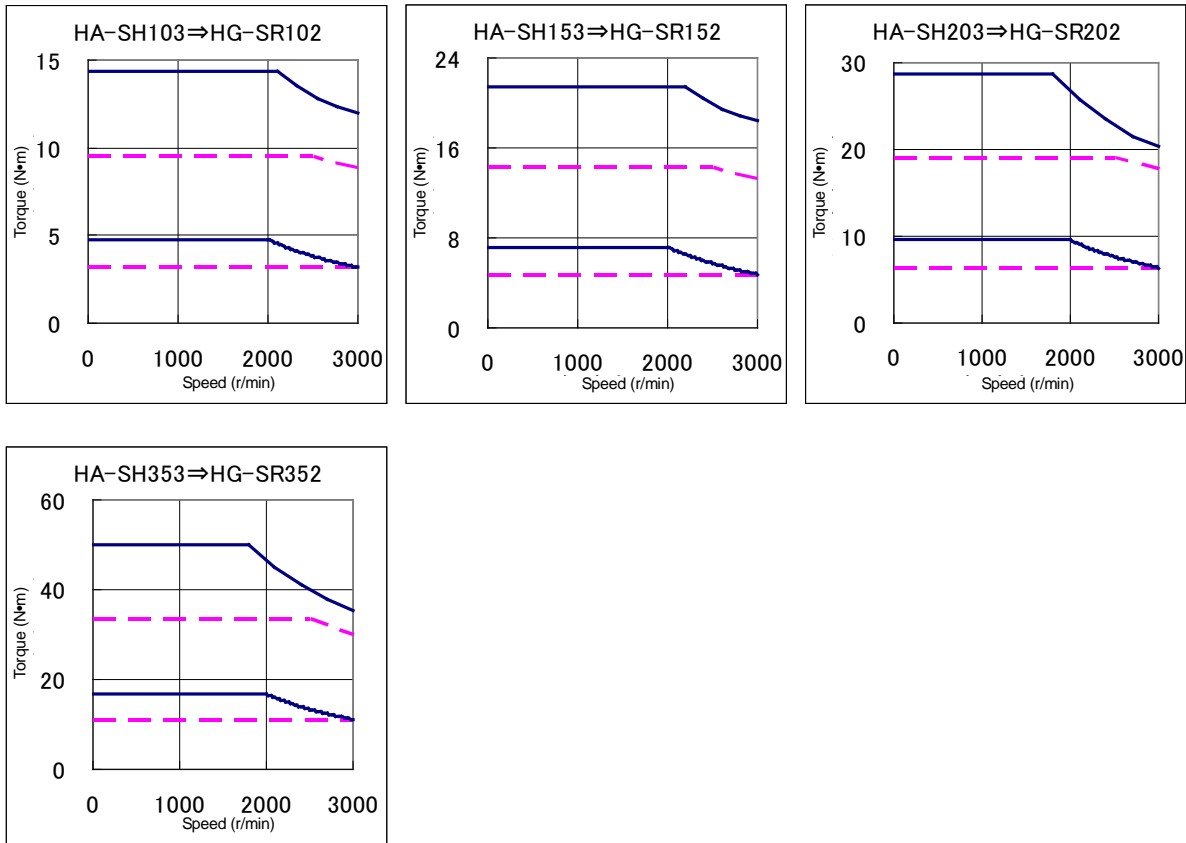 HA-SH103⇒HG-SR102
15
10
5
0
Torque (N•m)
0 1000 2000 3000
Speed (r/min)
HA-SH153⇒HG-SR152
24
16
8
0
Torque (N•m)
0 1000 2000 3000
Speed (r/min)
HA-SH203⇒HG-SR202
30
20
10
0
Torque (N•m)
0 1000 2000 3000
Speed (r/min)
HA-SH353⇒HG-SR352
60
40
20
0
Torque (N•m)
0 1000 2000 3000
Speed (r/min)